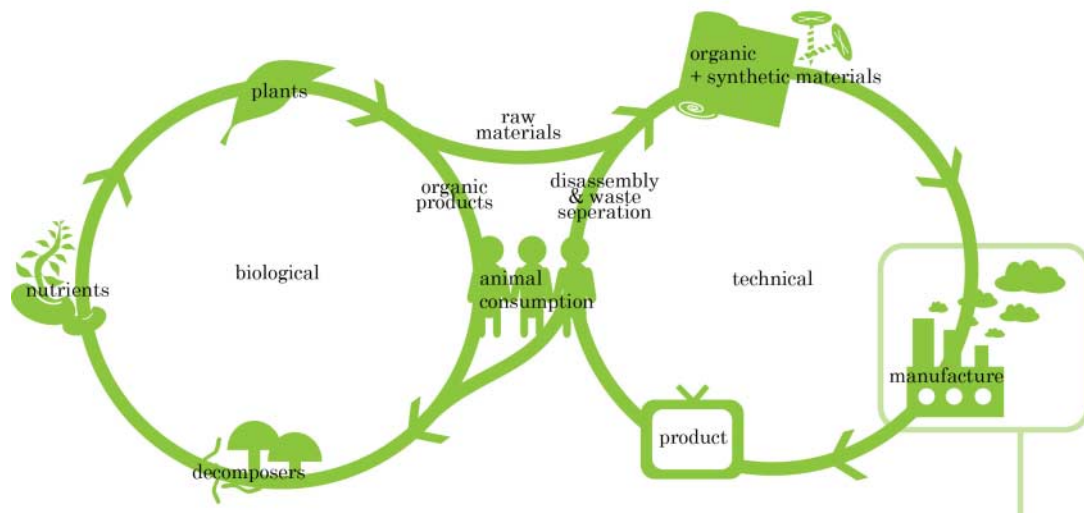 plants
raw
materials
organic
+ synthetic materials
organic
products
disassembly
& waste
seperation
nutrients
biological
animal
consumption
technical
manufacture
product
decomposers